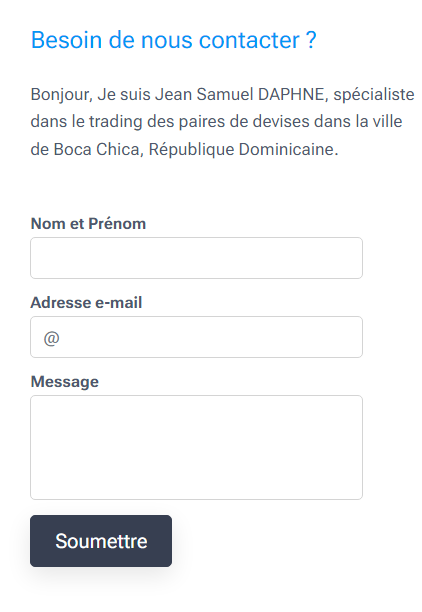 Besoin de nous contacter ?
Bonjour, Je suis Jean Samuel DAPHNE, spécialiste
dans le trading des paires de devises dans la ville
de Boca Chica, République Dominicaine.
Nom et Prénom
Adresse e-mail
@
Message
Soumettre